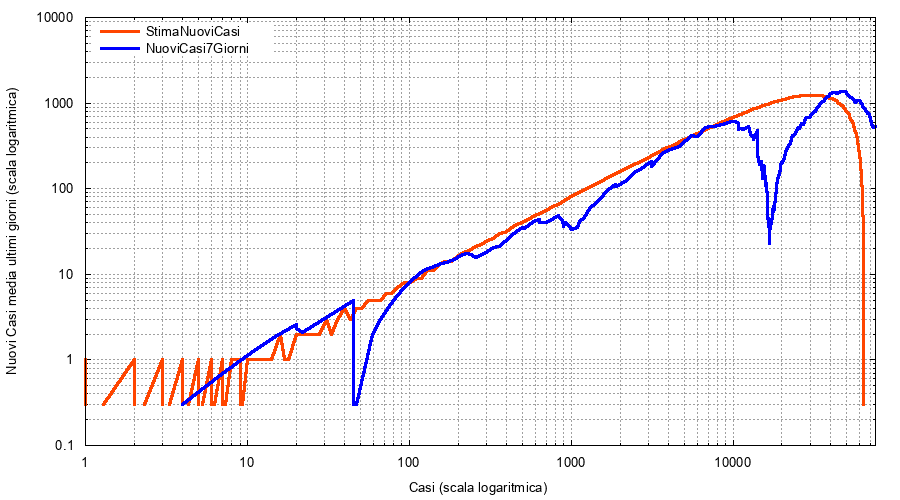 10000
1000
100
10
1
0.1
StimaNuoviCasi
NuoviCasi7Giorni
Nuovi Casi media ultimi giorni (scala logaritmica)
1 10 100 1000 10000
Casi (scala logaritmica)